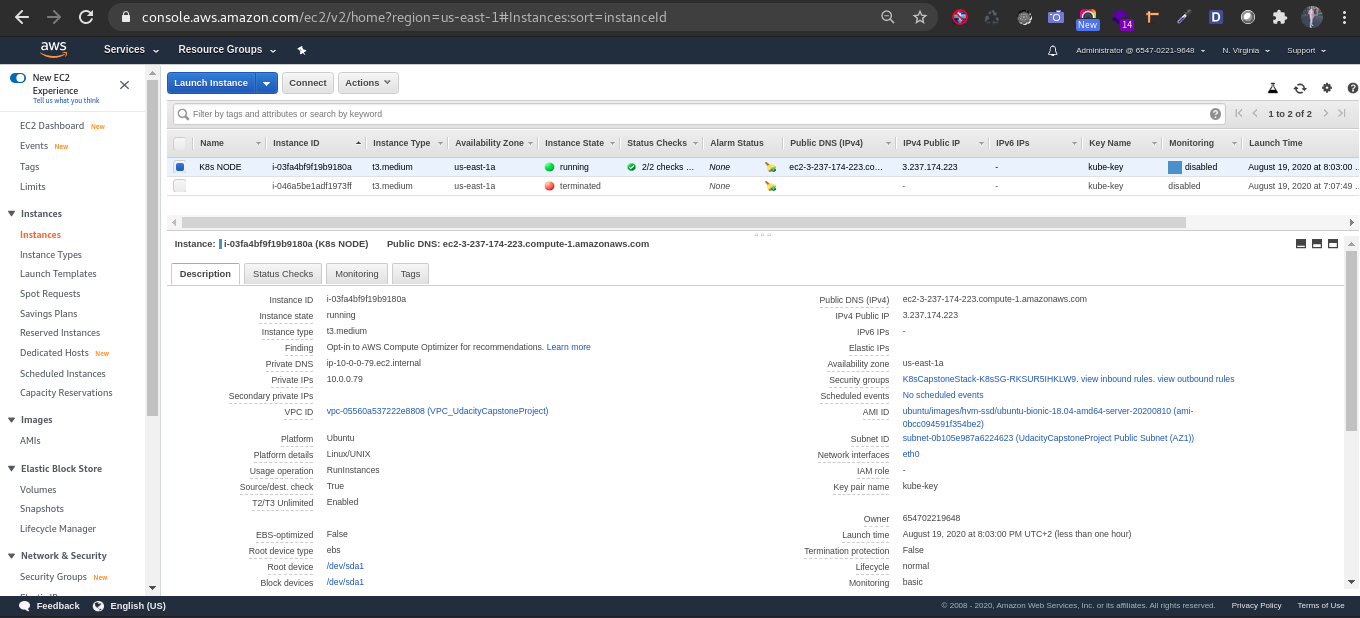 console.aws.amazon.com/ec2/v2/home?region=us-east-1#Instances:sort=instanceId
New
14
D
aws
Services
Resource Groups
Administrator @ 6547-0221-9648
N. Virginia
Support
New EC2 Experience
Tell us what you think
EC2 Dashboard New
Events New
Tags
Limits
Instances
Instances
Instance Types
Launch Templates
Spot Requests
Savings Plans
Reserved Instances
Dedicated Hosts New
Scheduled Instances
Capacity Reservations
Images
AMIs
Elastic Block Store
Volumes
Snapshots
Lifecycle Manager
Network & Security
Security Groups New
Launch Instance
Connect
Actions
Filter by tags and attributes or search by keyword
1 to 2 of 2
Name Instance ID Instance Type Availability Zone Instance State Status Checks Alarm Status Public DNS (IPv4) IPv4 Public IP IPv6 IPs Key Name Monitoring Launch Time
K8s NODE i-03fa4bf9f19b9180a t3.medium us-east-1a running 2/2 checks ... None ec2-3-237-174-223.co... 3.237.174.223 - kube-key disabled August 19, 2020 at 8:03:00 ...
i-046a5be1adf1973ff t3.medium us-east-1a terminated None - - kube-key disabled August 19, 2020 at 7:07:49 ...
Instance: i-03fa4bf9f19b9180a (K8s NODE) Public DNS: ec2-3-237-174-223.compute-1.amazonaws.com
Description
Status Checks
Monitoring
Tags
Instance ID i-03fa4bf9f19b9180a
Instance state running
Instance type t3.medium
Finding Opt-in to AWS Compute Optimizer for recommendations. Learn more
Private DNS ip-10-0-0-79.ec2.internal
Private IPs 10.0.0.79
Secondary private IPs
VPC ID vpc-05560a537222e8808 (VPC_UdacityCapstoneProject)
Platform Ubuntu
Platform details Linux/UNIX
Usage operation RunInstances
Source/dest. check True
T2/T3 Unlimited Enabled
EBS-optimized False
Root device type ebs
Root device /dev/sda1
Block devices /dev/sda1
Public DNS (IPv4) ec2-3-237-174-223.compute-1.amazonaws.com
IPv4 Public IP 3.237.174.223
IPv6 IPs -
Elastic IPs
Availability zone us-east-1a
Security groups K8sCapstoneStack-K8sSG-RKSUR5IHKLW9. view inbound rules. view outbound rules
Scheduled events No scheduled events
AMI ID ubuntu/images/hvm-ssd/ubuntu-bionic-18.04-amd64-server-20200810 (ami-
0bcc094591f354be2)
Subnet ID subnet-0b105e987a6224623 (UdacityCapstoneProject Public Subnet (AZ1))
Network interfaces eth0
IAM role -
Key pair name kube-key
Owner 654702219648
Launch time August 19, 2020 at 8:03:00 PM UTC+2 (less than one hour)
Termination protection False
Lifecycle normal
Monitoring basic
Feedback
English (US)
© 2008 - 2020, Amazon Web Services, Inc. or its affiliates. All rights reserved.
Privacy Policy
Terms of Use